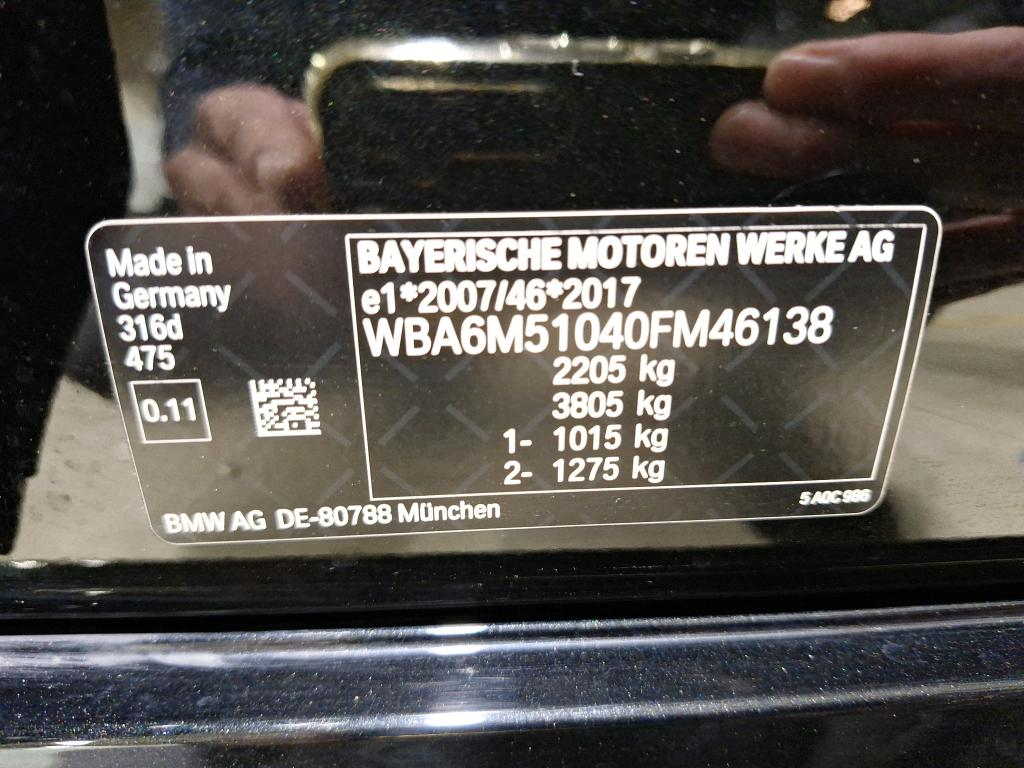 Made in
Germany
316d
475
0.11
BAYERISCHE MOTOREN WERKE AG
e1*2007/46*2017
WBA6M51040FM46138
2205 kg
3805 kg
1- 1015 kg
2- 1275 kg
BMW AG DE-80788 München
5 A0C 986